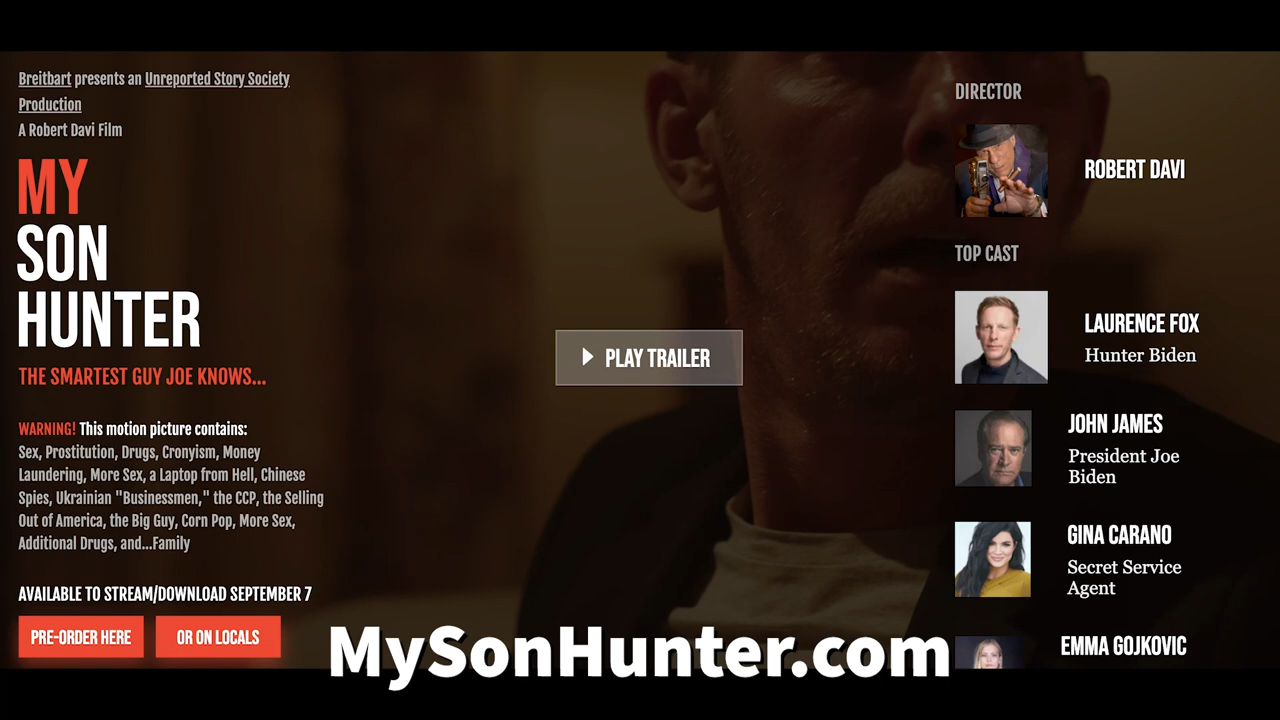 Breitbart presents an Unreported Story Society
Production
A Robert Davi Film
MY
SON
HUNTER
THE SMARTEST GUY JOE KNOWS...
WARNING! This motion picture contains:
Sex, Prostitution, Drugs, Cronyism, Money
Laundering, More Sex, a Laptop from Hell, Chinese
Spies, Ukrainian "Businessmen," the CCP, the Selling
Out of America, the Big Guy, Corn Pop, More Sex,
Additional Drugs, and...Family
AVAILABLE TO STREAM/DOWNLOAD SEPTEMBER 7
PRE-ORDER HERE
OR ON LOCALS
PLAY TRAILER
MySonHunter.com
DIRECTOR
ROBERT DAVI
TOP CAST
LAURENCE FOX
Hunter Biden
JOHN JAMES
President Joe
Biden
GINA CARANO
Secret Service
Agent
EMMA GOJKOVIC